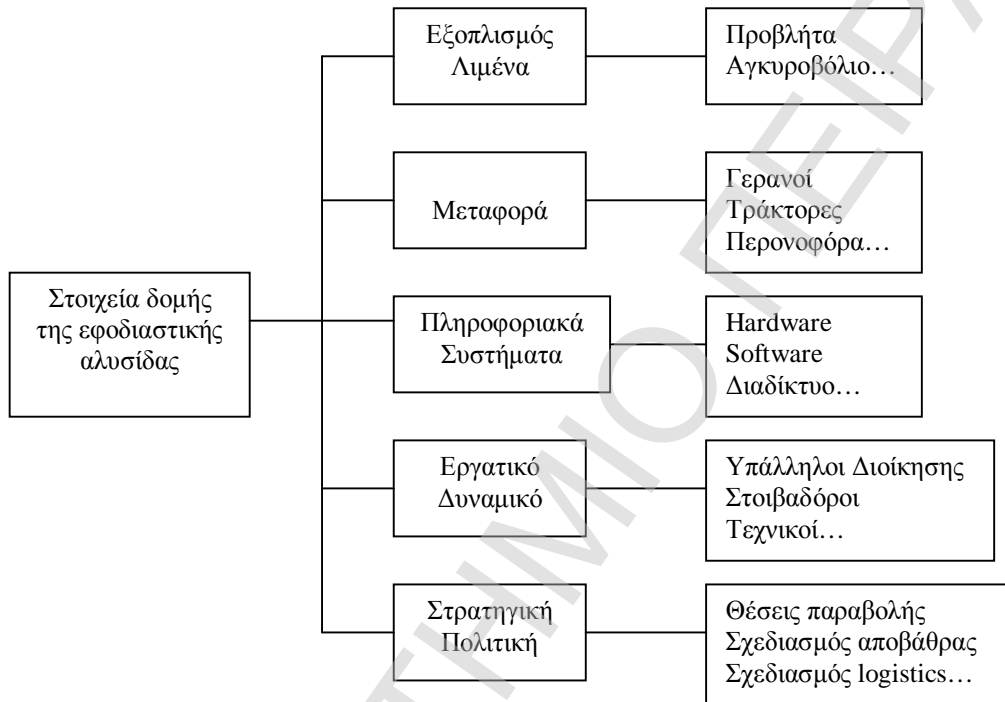 Εξοπλισμός
Λιμένα
Προβλήτα
Αγκυροβόλιο…
Μεταφορά
Γερανοί
Τράκτορες
Περονοφόρα…
Στοιχεία δομής
της εφοδιαστικής
αλυσίδας
Πληροφοριακά
Συστήματα
Hardware
Software
Διαδίκτυο…
Εργατικό
Δυναμικό
Υπάλληλοι Διοίκησης
Στοιβαδόροι
Τεχνικοί…
Στρατηγική
Πολιτική
Θέσεις παραβολής
Σχεδιασμός αποβάθρας
Σχεδιασμός logistics…